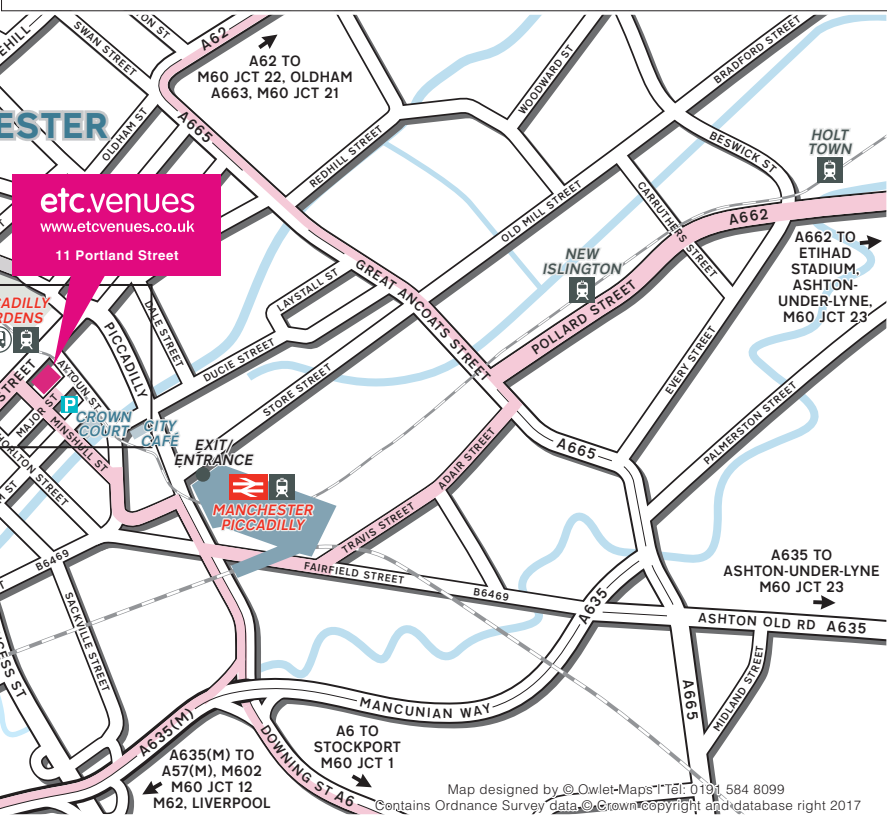 SWAN STREET
A62
A62 TO
M60 JCT 22, OLDHAM
A663, M60 JCT 21
WOODWARD ST
BRADFORD STREET
OLDHAM ST
A665
REDHILL STREET
BESWICK ST
HOLT
TOWN
etc.venues
www.etcvenues.co.uk
11 Portland Street
OLD MILL STREET
CARRUTHERS STREET
A662
A662 TO
ETIHAD
STADIUM,
ASHTON-
UNDER-LYNE,
M60 JCT 23
NEW
ISLINGTON
LAYSTALL ST
GREAT ANCOATS STREET
POLLARD STREET
PICCADILLY
DALE STREET
DUCIE STREET
STORE STREET
EVERY STREET
PALMERSTON STREET
STREET
AYTOUN ST
MAJOR ST
P
CROWN
COURT
CITY
CAFÉ
MINSHULL ST
EXIT/
ENTRANCE
MANCHESTER
PICCADILLY
A665
ADAIR STREET
TRAVIS STREET
FAIRFIELD STREET
B6469
B6469
SACKVILLE STREET
A635 TO
ASHTON-UNDER-LYNE
M60 JCT 23
A635
ASHTON OLD RD A635
MANCUNIAN WAY
A665
MIDLAND STREET
A635(M)
A635(M) TO
A57(M), M602
M60 JCT 12
M62, LIVERPOOL
DOWNING ST A6
A6 TO
STOCKPORT
M60 JCT 1
Map designed by © Owlet Maps | Tel: 0191 584 8099
Contains Ordnance Survey data © Crown copyright and database right 2017